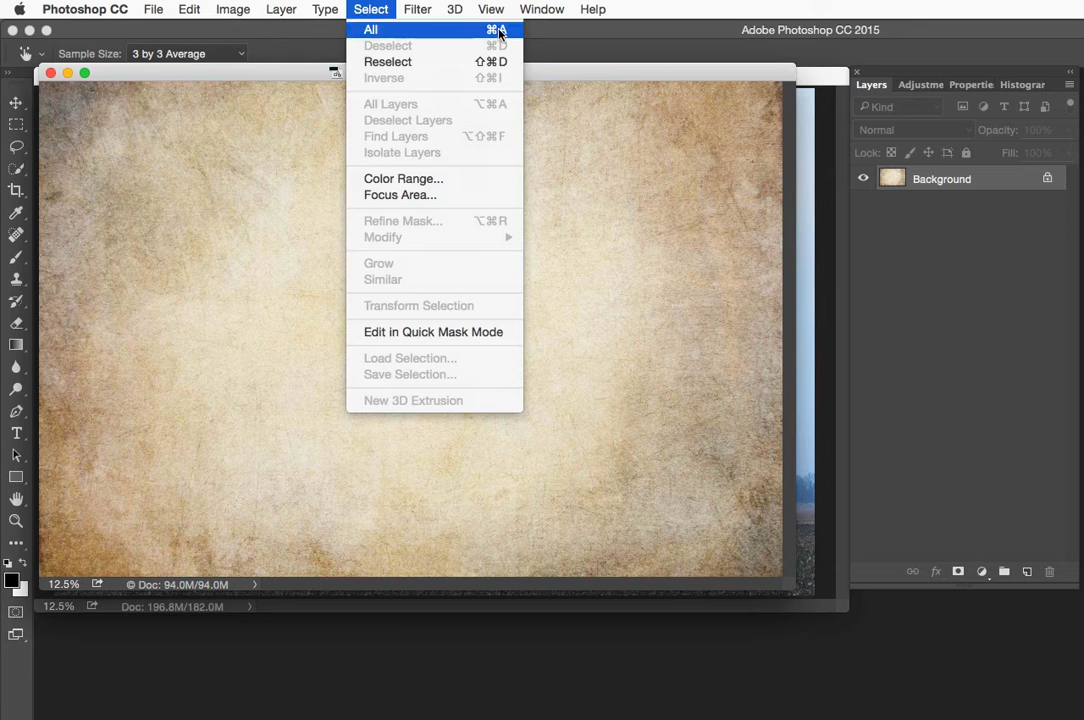 Photoshop CC File Edit Image Layer Type Select Filter 3D View Window Help
Adobe Photoshop CC 2015
Sample Size: 3 by 3 Average
All ⌘A
Deselect ⌘D
Reselect ⇧⌘D
Inverse ⇧⌘I
All Layers ⌥⌘A
Deselect Layers
Find Layers ⌥⇧⌘F
Isolate Layers
Color Range...
Focus Area...
Refine Mask... ⌥⌘R
Modify
Grow
Similar
Transform Selection
Edit in Quick Mask Mode
Load Selection...
Save Selection...
New 3D Extrusion
Layers Adjustme Propertie Histogran
Kind
Normal Opacity: 100%
Lock: Fill: 100%
Background
12.5% © Doc: 94.0M/94.0M
12.5% Doc: 196.8M/182.0M